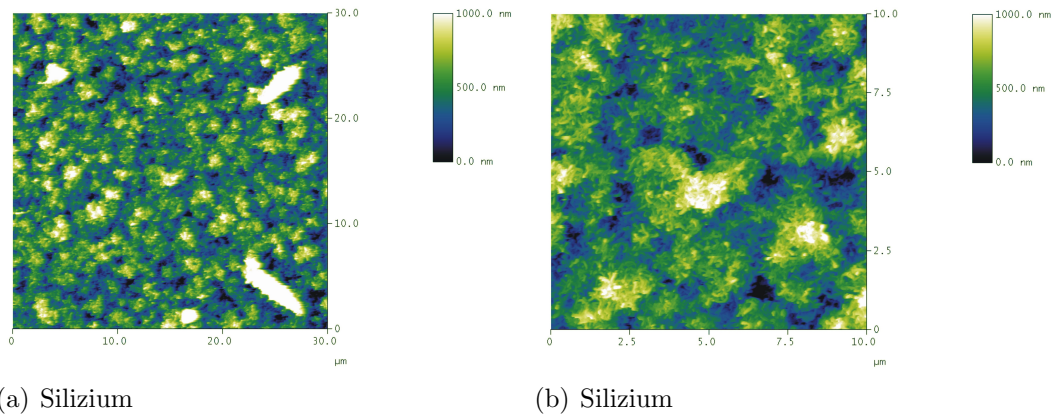 30.0
20.0
10.0
0
0 10.0 20.0 30.0
µm
1000.0 nm
500.0 nm
0.0 nm
10.0
7.5
5.0
2.5
0
0 2.5 5.0 7.5 10.0
µm
1000.0 nm
500.0 nm
0.0 nm
a) Silizium
(b) Silizium